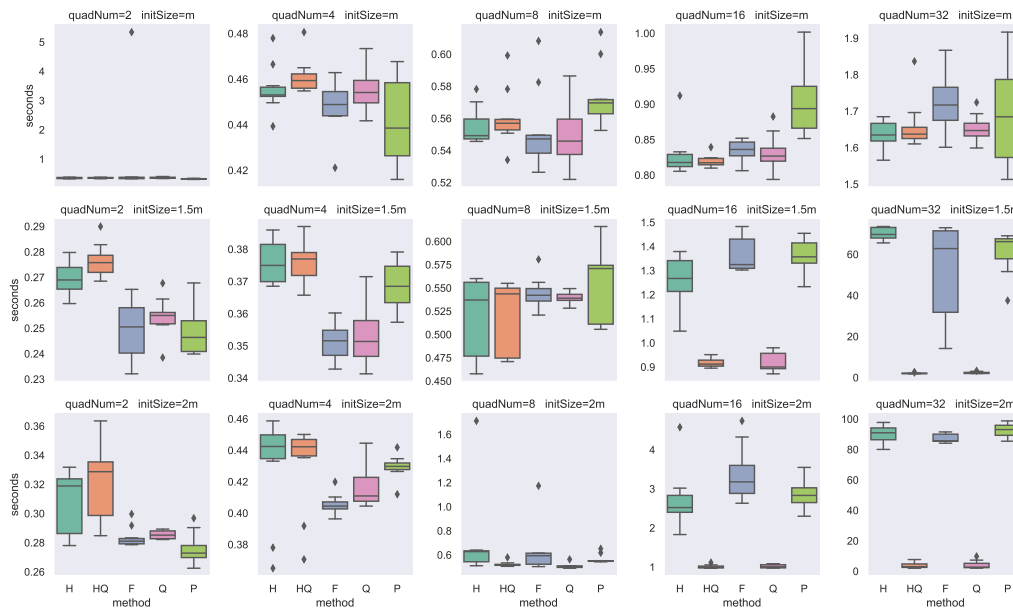 quadNum=2 initSize=m
quadNum=4 initSize=m
quadNum=8 initSize=m
quadNum=16 initSize=m
quadNum=32 initSize=m
seconds
5
4
3
2
1
0.48
0.46
0.44
0.42
0.60
0.58
0.56
0.54
0.52
1.00
0.95
0.90
0.85
0.80
1.9
1.8
1.7
1.6
1.5
quadNum=2 initSize=1.5m
quadNum=4 initSize=1.5m
quadNum=8 initSize=1.5m
quadNum=16 initSize=1.5m
quadNum=32 initSize=1.5m
seconds
0.29
0.28
0.27
0.26
0.25
0.24
0.23
0.38
0.37
0.36
0.35
0.34
0.600
0.575
0.550
0.525
0.500
0.475
0.450
1.5
1.4
1.3
1.2
1.1
1.0
0.9
60
40
20
0
quadNum=2 initSize=2m
quadNum=4 initSize=2m
quadNum=8 initSize=2m
quadNum=16 initSize=2m
quadNum=32 initSize=2m
seconds
0.36
0.34
0.32
0.30
0.28
0.26
0.46
0.44
0.42
0.40
0.38
1.6
1.4
1.2
1.0
0.8
0.6
4
3
2
1
100
80
60
40
20
0
H HQ F Q P
H HQ F Q P
H HQ F Q P
H HQ F Q P
H HQ F Q P
method
method
method
method
method